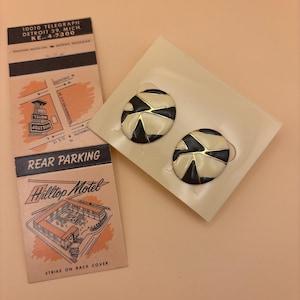 10010 TELEGRAPH
DETROIT 39 MICH.
KE-4-7300
REAR PARKING
Hilltop Motel
STRIKE ON BACK COVER